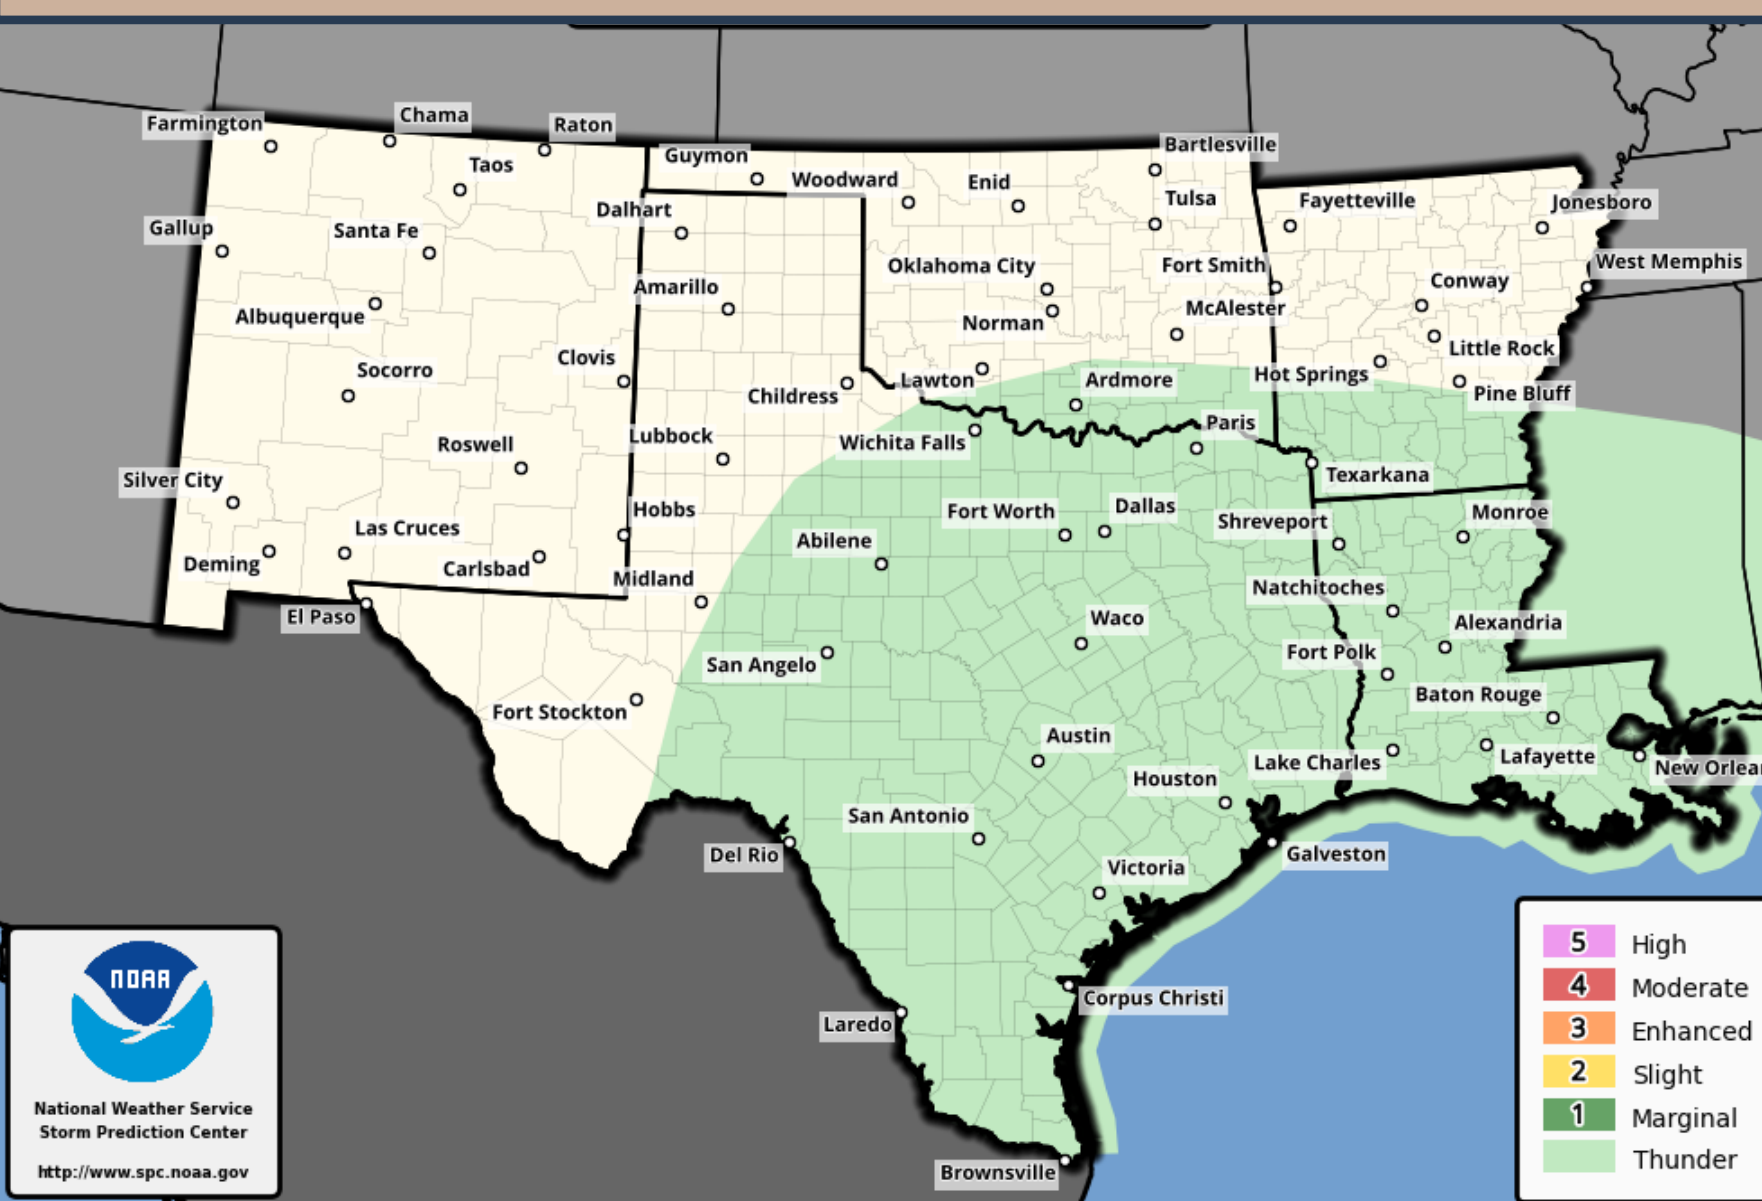 Farmington
Chama
Raton
Taos
Guymon
Woodward
Enid
Bartlesville
Tulsa
Fayetteville
Jonesboro
Gallup
Santa Fe
Dalhart
Oklahoma City
Fort Smith
West Memphis
Conway
Albuquerque
Amarillo
Norman
McAlester
Little Rock
Socorro
Clovis
Childress
Lawton
Ardmore
Hot Springs
Pine Bluff
Roswell
Lubbock
Wichita Falls
Paris
Texarkana
Silver City
Las Cruces
Hobbs
Fort Worth
Dallas
Shreveport
Monroe
Deming
Carlsbad
Midland
Abilene
Natchitoches
El Paso
Waco
Alexandria
San Angelo
Fort Polk
Fort Stockton
Baton Rouge
Austin
Lake Charles
Lafayette
New Orlear
Houston
San Antonio
Del Rio
Galveston
Victoria
Corpus Christi
Laredo
Brownsville
NOAA
National Weather Service
Storm Prediction Center
http://www.spc.noaa.gov
5 High
4 Moderate
3 Enhanced
2 Slight
1 Marginal
Thunder